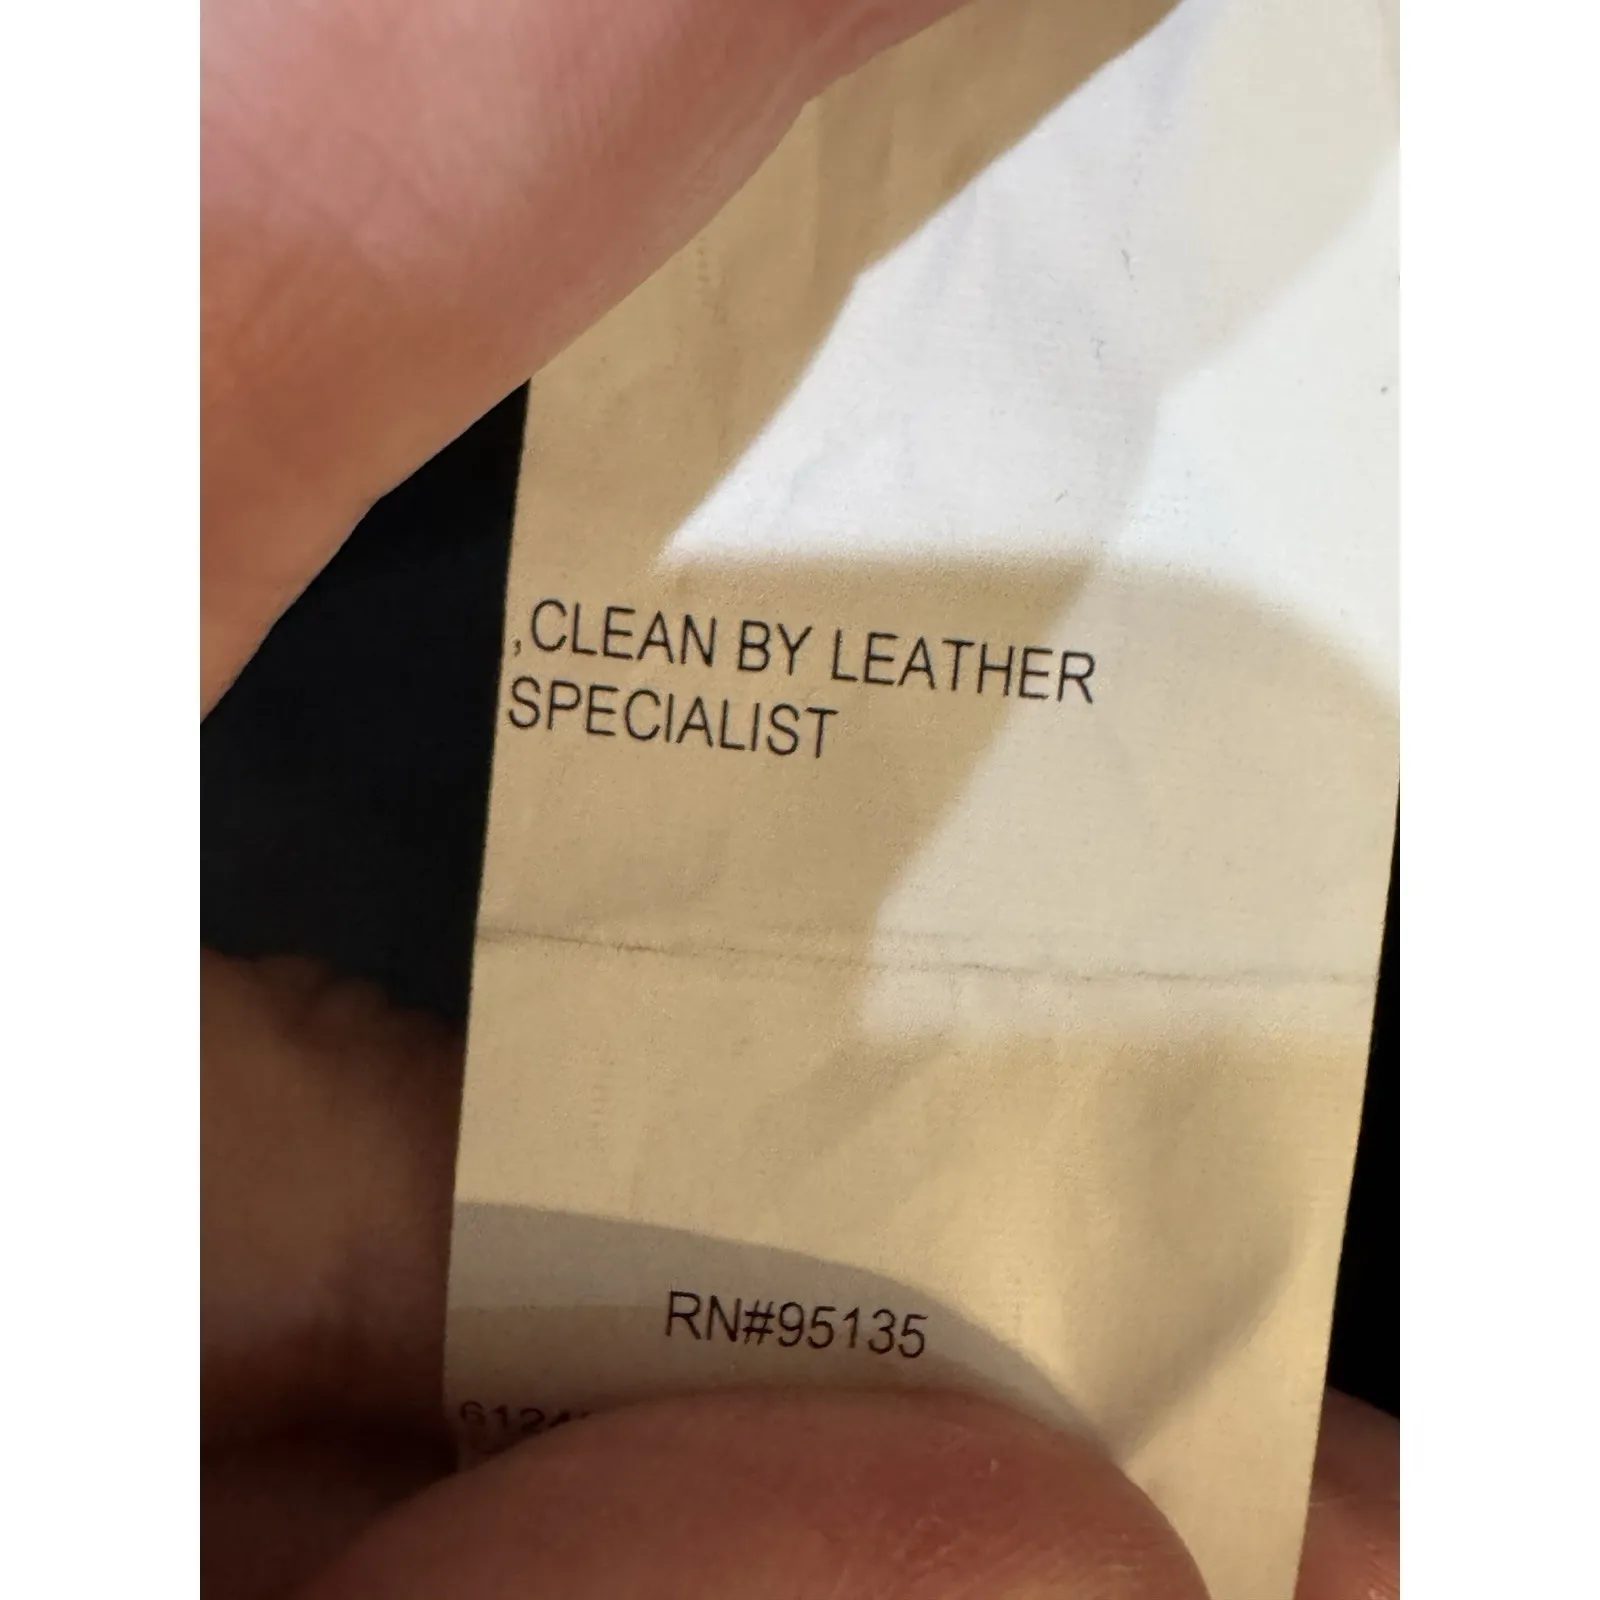 ,CLEAN BY LEATHER
SPECIALIST
RN#95135